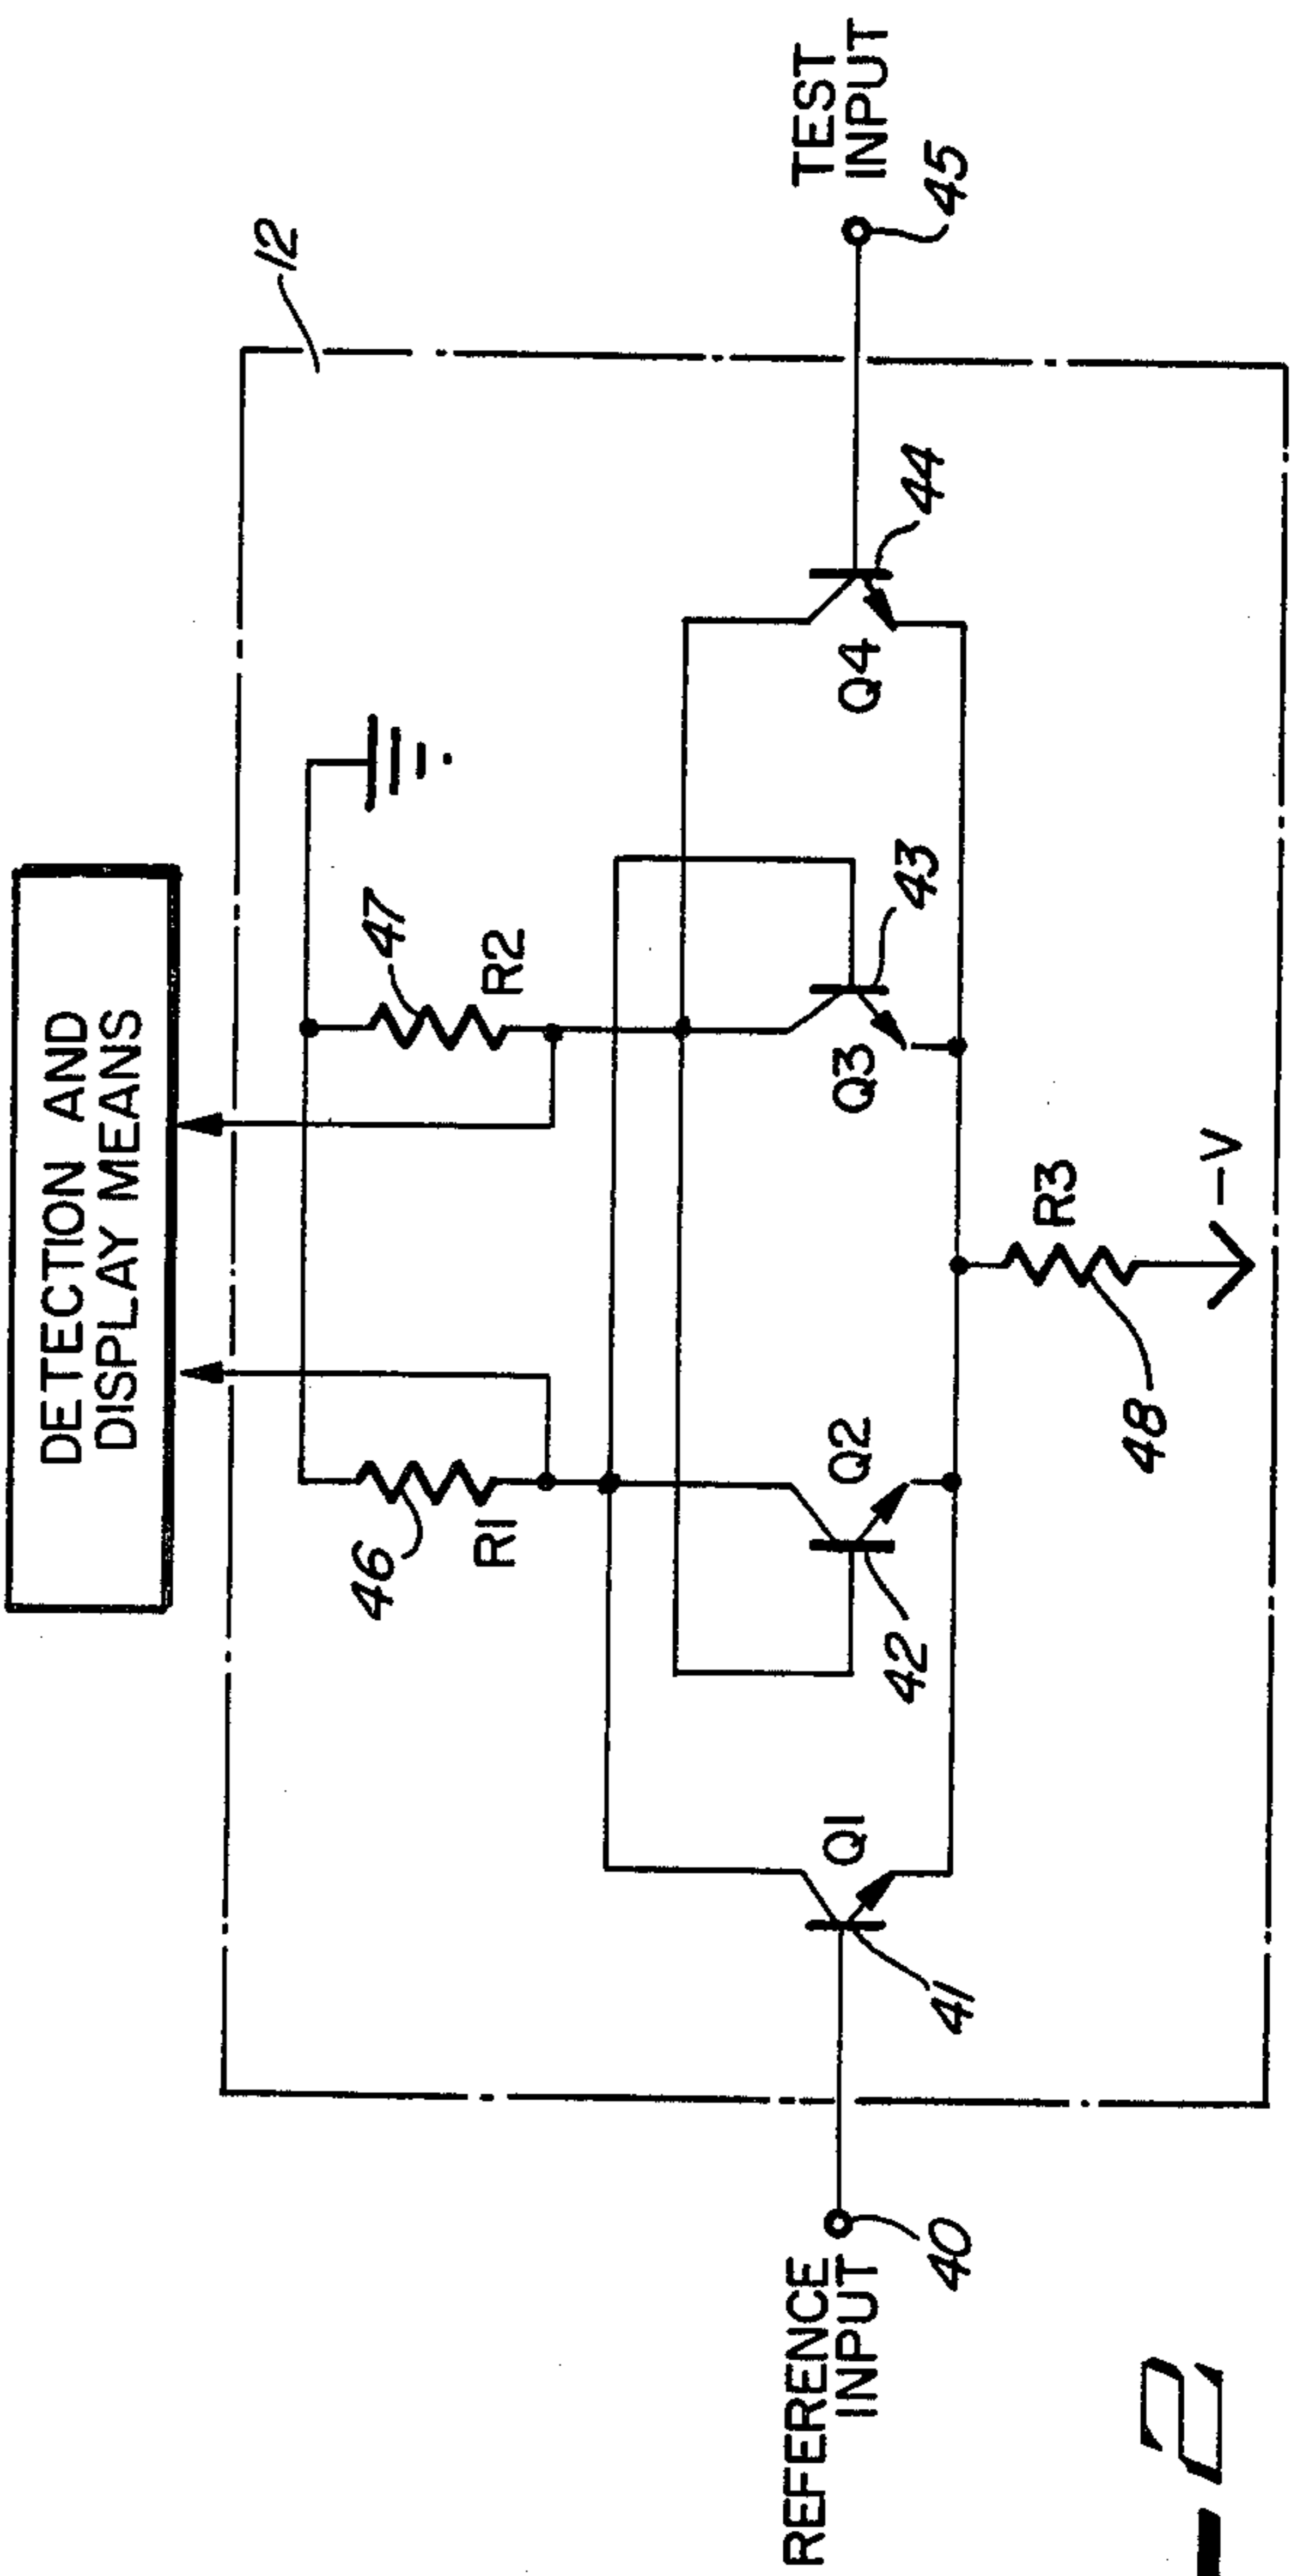 DETECTION AND
DISPLAY MEANS
12
46
R1
47
R2
REFERENCE
INPUT
40
41
Q1
42
Q2
Q3
43
Q4
44
TEST
INPUT
45
R3
48
-V
-2